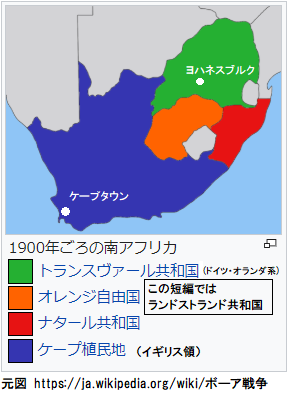 ヨハネスブルク
ケープタウン
1900年ごろの南アフリカ
トランスヴァール共和国 (ドイツ・オランダ系)
オレンジ自由国
この短編では
ランドストランド共和国
ナタール共和国
ケープ植民地 (イギリス領)
元図 https://ja.wikipedia.org/wiki/ボーア戦争